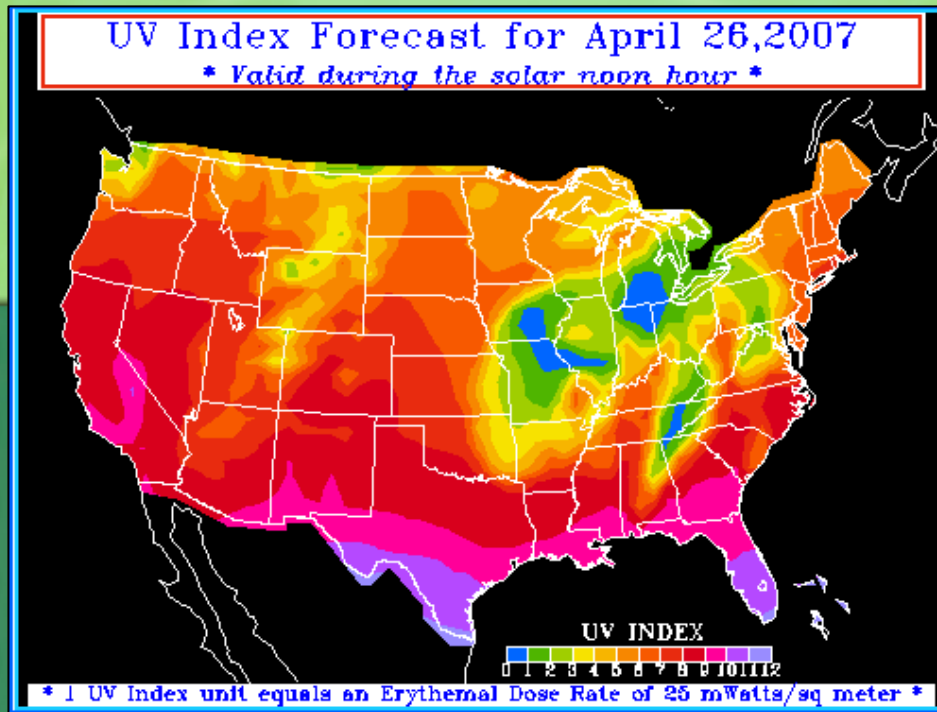 UV Index Forecast for April 26,2007
* Valid during the solar noon hour *
UV INDEX
0 1 2 3 4 5 6 7 8 9 10 11 12
* 1 UV Index unit equals an Erythemal Dose Rate of 25 mWatts/sq meter *